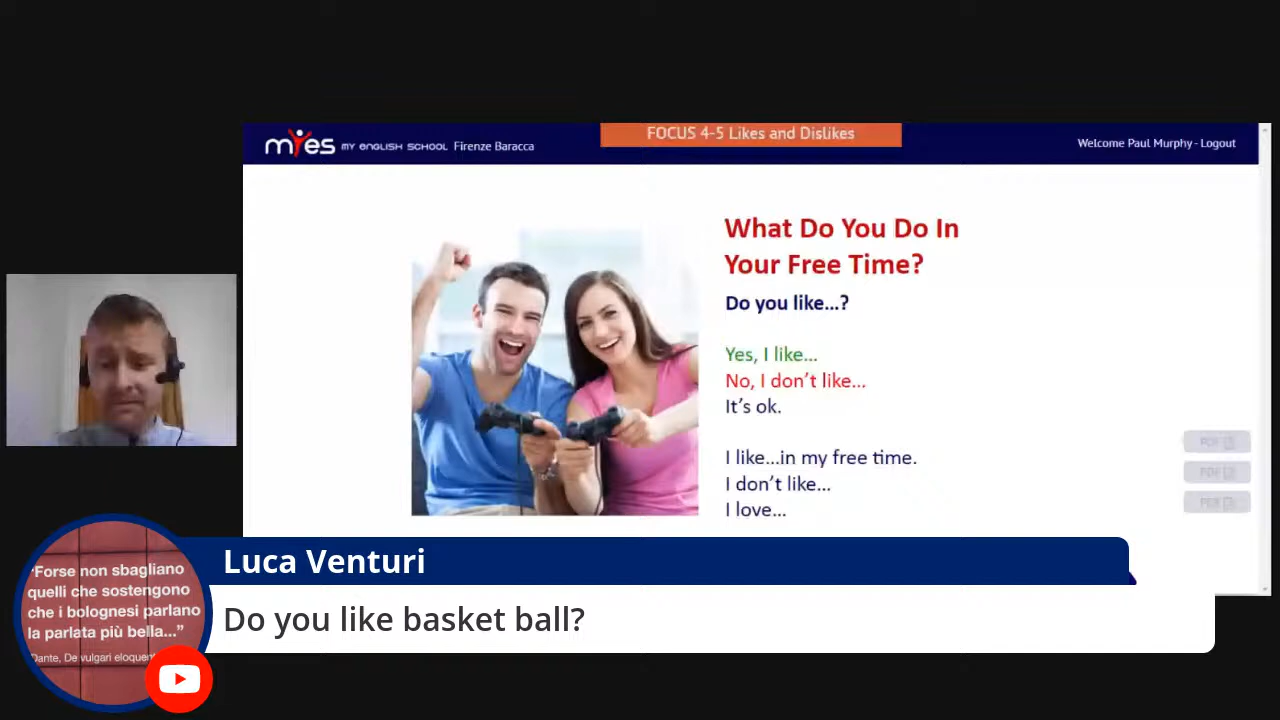 FOCUS 4-5 Likes and Dislikes
myes MY ENGLISH SCHOOL Firenze Baracca
Welcome Paul Murphy - Logout
What Do You Do In
Your Free Time?
Do you like...?
Yes, I like...
No, I don't like...
It's ok.
I like...in my free time.
I don't like...
I love...
PDF
PDF
PDF
Luca Venturi
Do you like basket ball?
"Forse non sbagliano
quelli che sostengono
che i bolognesi parlano
la parlata più bella..."
Dante, De vulgari